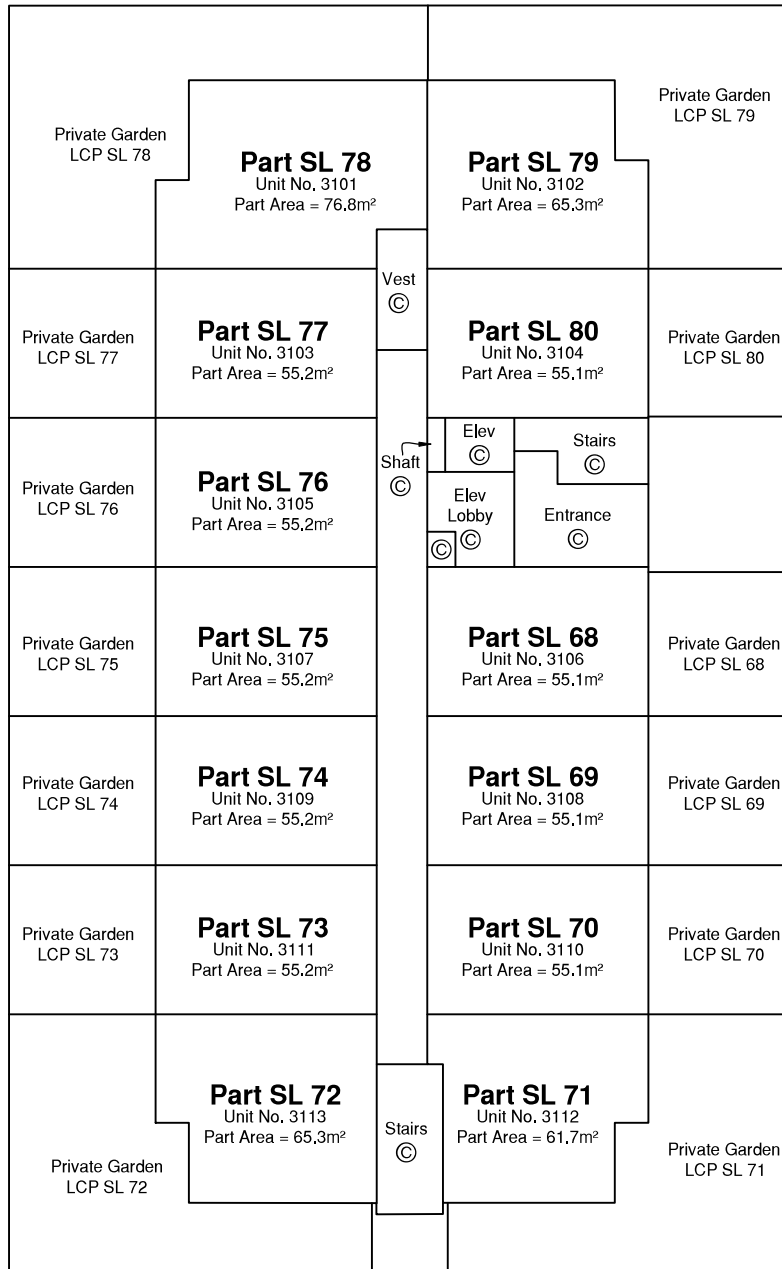 Private Garden
LCP SL 78
Part SL 78
Unit No. 3101
Part Area = 76.8m²
Part SL 79
Unit No. 3102
Part Area = 65.3m²
Private Garden
LCP SL 79
Vest
©
Private Garden
LCP SL 77
Part SL 77
Unit No. 3103
Part Area = 55.2m²
Part SL 80
Unit No. 3104
Part Area = 55.1m²
Private Garden
LCP SL 80
Private Garden
LCP SL 76
Part SL 76
Unit No. 3105
Part Area = 55.2m²
Shaft
©
Elev
©
Stairs
©
Elev
Lobby
©
©
Entrance
©
Private Garden
LCP SL 75
Part SL 75
Unit No. 3107
Part Area = 55.2m²
Part SL 68
Unit No. 3106
Part Area = 55.1m²
Private Garden
LCP SL 68
Private Garden
LCP SL 74
Part SL 74
Unit No. 3109
Part Area = 55.2m²
Part SL 69
Unit No. 3108
Part Area = 55.1m²
Private Garden
LCP SL 69
Private Garden
LCP SL 73
Part SL 73
Unit No. 3111
Part Area = 55.2m²
Part SL 70
Unit No. 3110
Part Area = 55.1m²
Private Garden
LCP SL 70
Private Garden
LCP SL 72
Part SL 72
Unit No. 3113
Part Area = 65.3m²
Stairs
©
Part SL 71
Unit No. 3112
Part Area = 61.7m²
Private Garden
LCP SL 71